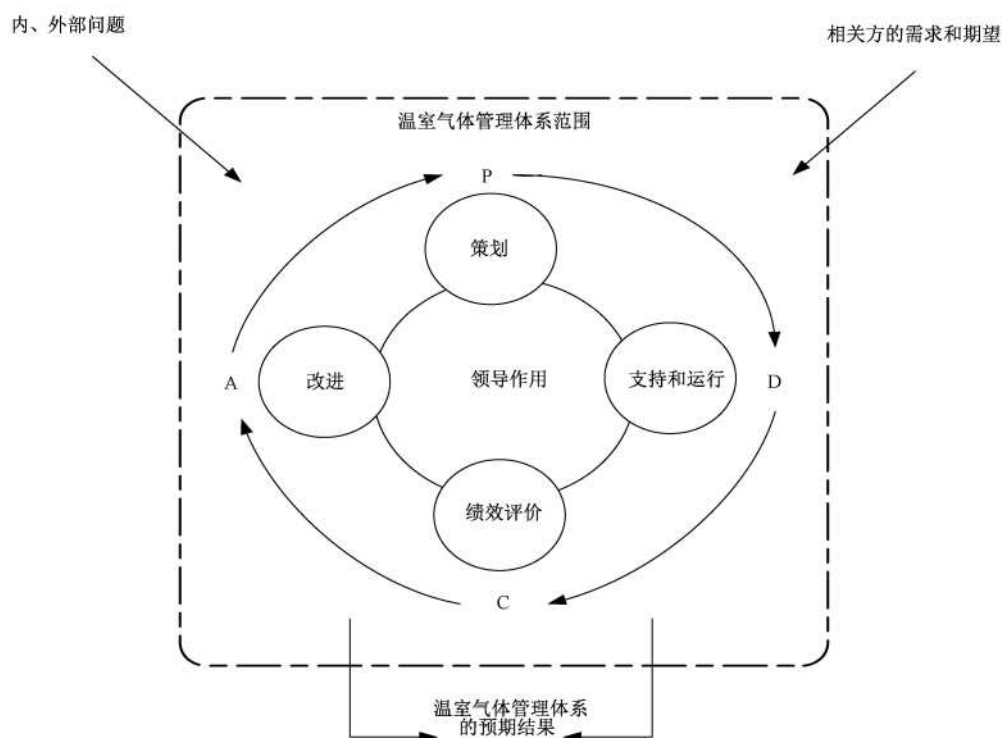 内、外部问题
相关方的需求和期望
温室气体管理体系范围
P
策划
A
改进
领导作用
支持和运行
D
绩效评价
C
温室气体管理体系
的预期结果